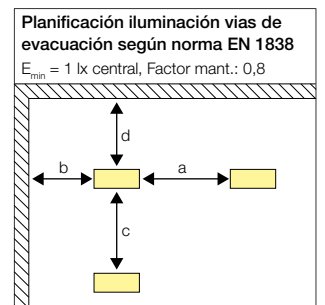 Planificación iluminación vias de
evacuación según norma EN 1838
Emin = 1 lx central, Factor mant.: 0,8
d
b
a
c